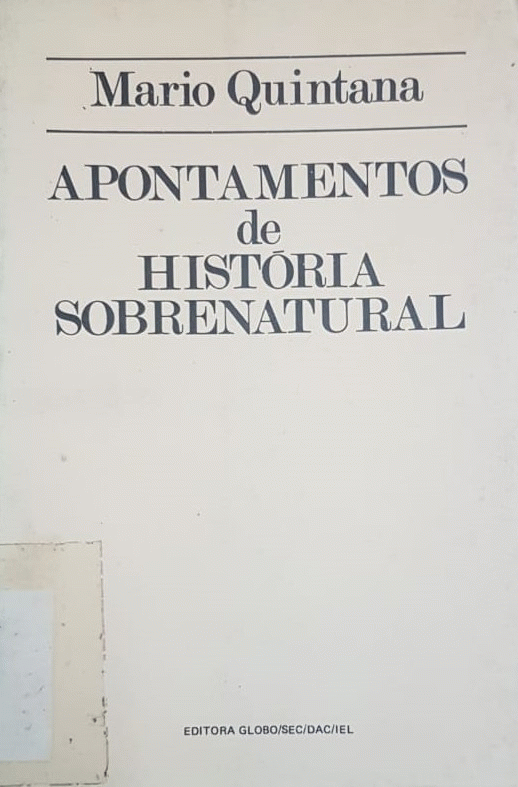 Mario Quintana
APONTAMENTOS
de
HISTÓRIA
SOBRENATURAL
EDITORA GLOBO/SEC/DAC/IEL